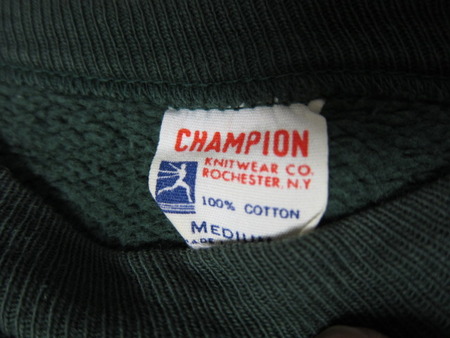 CHAMPION
KNITWEAR CO.
ROCHESTER, N.Y
100% COTTON
MEDIUM